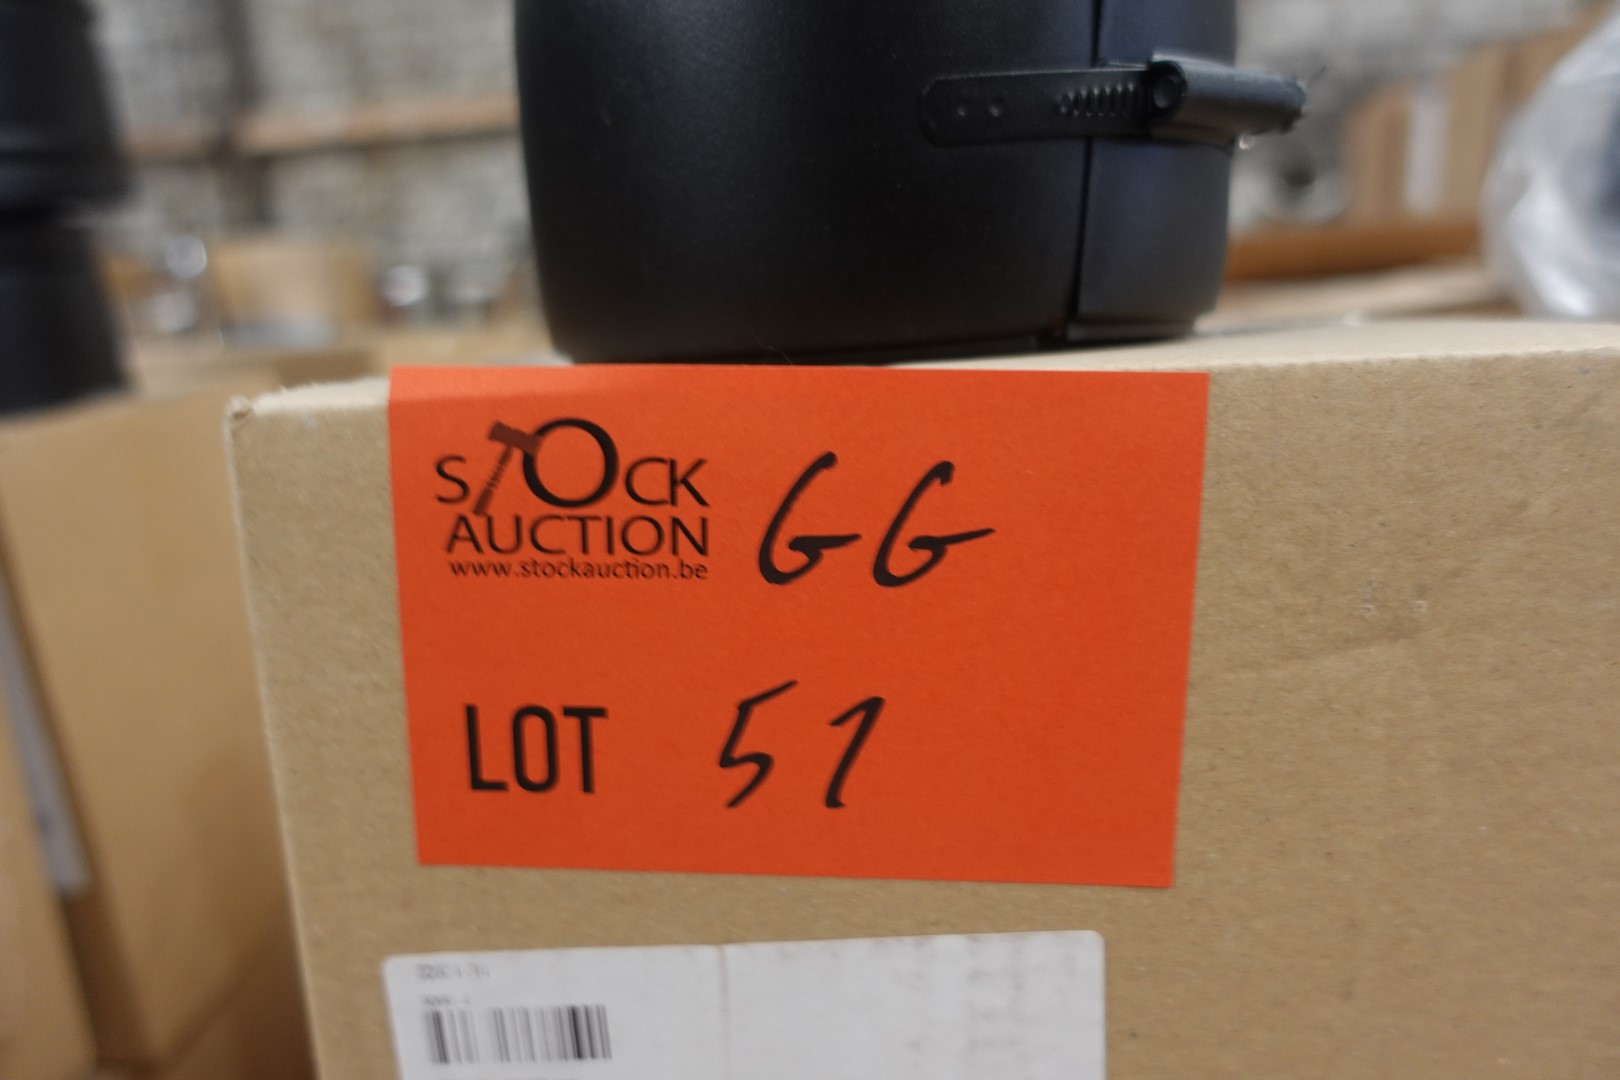 STOCK GG
AUCTION
www.stockauction.be
LOT 51